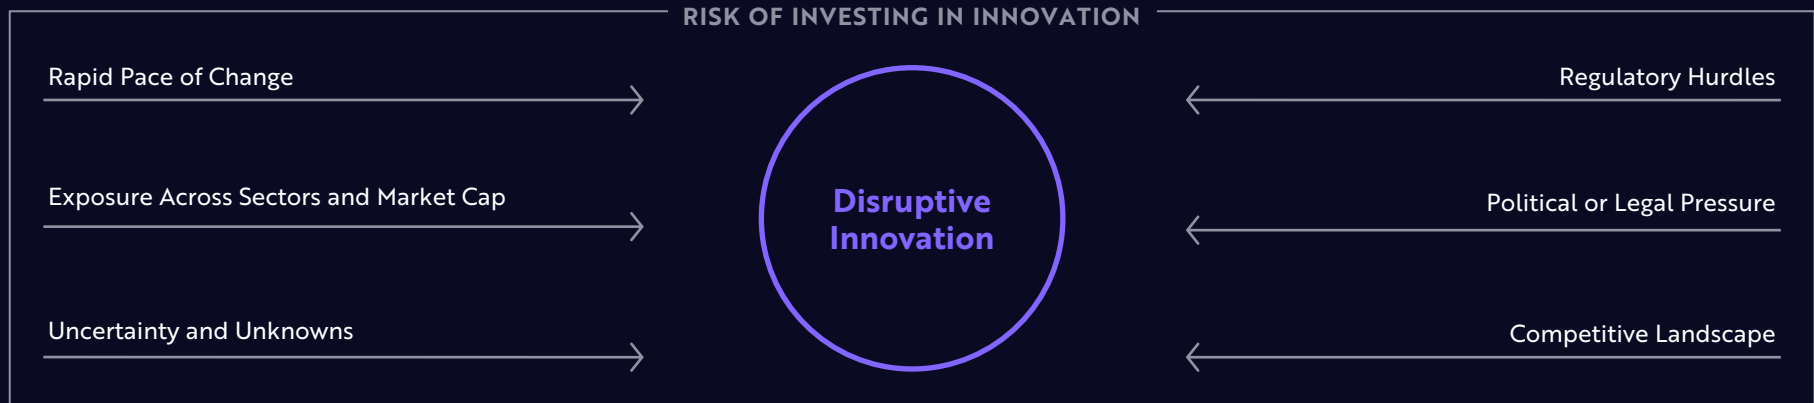 RISK OF INVESTING IN INNOVATION
Rapid Pace of Change
Regulatory Hurdles
Exposure Across Sectors and Market Cap
Political or Legal Pressure
Disruptive
Innovation
Uncertainty and Unknowns
Competitive Landscape